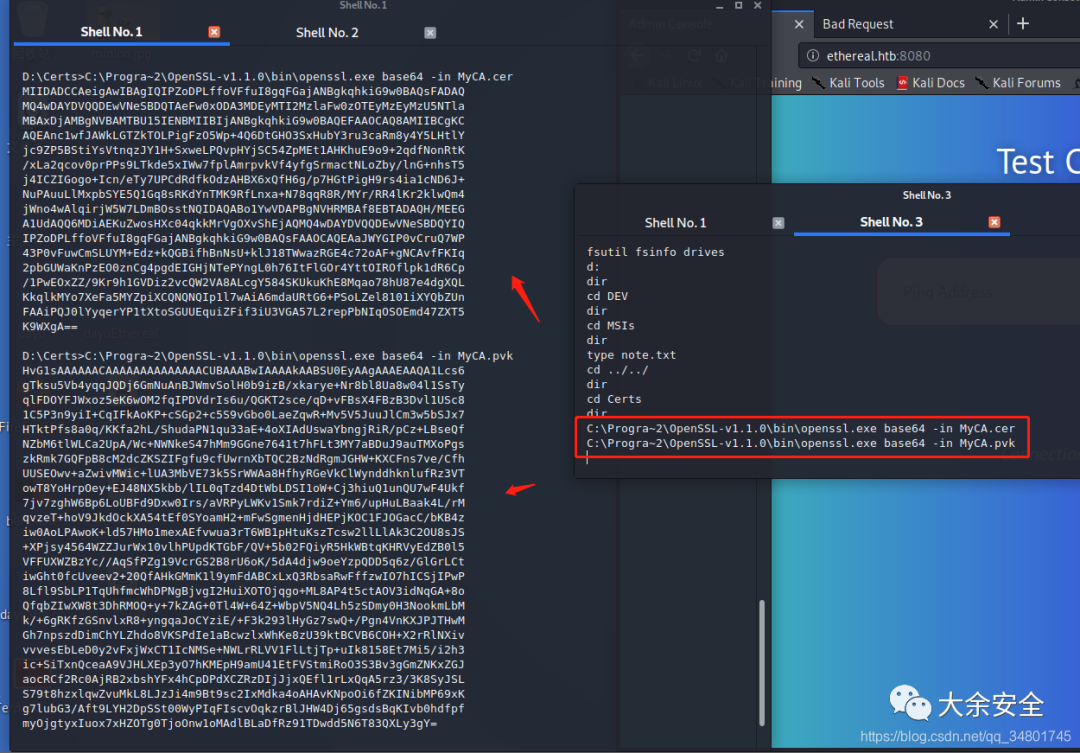 Shell No. 1
Shell No. 1
Shell No. 2
D:\Certs>C:\Progra~2\OpenSSL-v1.1.0\bin\openssl.exe base64 -in MyCA.cer
MIIDADCCAeigAwIBAgIQIPZoDPLffoVFfuI8gqFGajANBgkqhkiG9w0BAQsFADAQ
MQ4wDAYDVQQDEwVNeSBDQTAeFw0xODA3MDEyMTI2MzlaFw0zOTEyMzEyMzU5NTla
MBAxDjAMBgNVBAMTBU15IENBMIIBIjANBgkqhkiG9w0BAQEFAAOCAQ8AMIIBCgKC
AQEAnc1wfJAWkLGTZkTOLPigFzO5Wp+4Q6DtGHO3SxHubY3ru3caRm8y4Y5LHtlY
jc9ZP5BStiYsVtnqzJY1H+SxweLPQvpHYjSC54ZpMEt1AHKhuE9o9+2qdfNonRtK
/xLa2qcov0prPPs9LTkde5xIWw7fplAmrpvkVf4yfgSrmactNLoZby/lnG+nhsT5
j4ICZIGogo+Icn/eTy7UPCdRdfkOdzAHBX6xQfH6g/p7HGtPigH9rs4ia1cND6J+
NuPAuuLlMxpbSYE5Q1Gq8sRKdYnTMK9RfLnxa+N78qqR8R/MYr/RR4lKr2klwQm4
jWno4wAlqirjW5W7LDmBOsstNQIDAQABo1YwVDAPBgNVHRMBAf8EBTADAQH/MEEG
A1UdAQQ6MDiAEKuZwosHXc04qkkMrVgOXvShEjAQMQ4wDAYDVQQDEwVNeSBDQYIQ
IPZoDPLffoVFfuI8gqFGajANBgkqhkiG9w0BAQsFAAOCAQEAaJWYGIP0vCruQ7WP
43P0vFuwCmSLUYM+Edz+kQGBifhBnNsU+klJ18TWwazRGE4c72oAF+gNCAvfFKIq
2pbGUWaKnPzEO0znCg4pgdEIGHjNTePYngL0h76ItFlGOr4YttOIROflpk1dR6Cp
/1PwEOxZZ/9Kr9h1GVDiz2vcQW2VA8ALcgY584SKUkuKhE8Mqao78hU87e4dgXQL
KkqlkMYo7XeFa5MYZpiXCQNQNQIp1l7wAiA6mdaURtG6+PSoLZel8101iXYQbZUn
FAAiPQJ0lYyqerYP1tXtoSGUUEquiZFif3iU3VGA57L2repPbNIqOSOEmd47ZXT5
K9WXgA==
D:\Certs>C:\Progra~2\OpenSSL-v1.1.0\bin\openssl.exe base64 -in MyCA.pvk
HvG1sAAAAAACAAAAAAAAAAAAAACUBAAABwIAAAAkAABSU0EyAAgAAAEAAQA1Lcs6
gTksu5Vb4yqqJQDj6GmNuAnBJWmvSolH0b9izB/xkarye+Nr8bl8Ua8w04l1SsTy
qlFDOYFJWxoz5eK6wOM2fqIPDVdrIs6u/QGKT2sce/qD+vFBsX4FBzB3Dvl1USc8
1C5P3n9yiI+CqIFkAoKP+cSGp2+c5S9vGbo0LaeZqwR+Mv5V5JuuJlCm3w5bSJx7
HTktPfs8a0q/KKfa2hL/ShudaPN1qu33aE+4oXIAdUswaYbngjRiR/pCz+LBseQf
NZbM6tlWLCa2UpA/Wc+NWNkeS47hMm9GGne7641t7hFLt3MY7aBDuJ9auTMXoPgs
zkRmk7GQFpB8cM2dcZKSZIFgfu9cfUwrnXbTQC2BzNdRgmJGHW+KXCFns7ve/Cfh
UUSEOwv+aZwivMWic+lUA3MbVE73k5SrWWAa8HfhyRGeVkClWynddhknlufRz3VT
owT8YoHrpOey+EJ48NX5kbb/lIL0qTzd4DtWbLDSI1oW+Cj3hiuQ1unQU7wF4Ukf
7jv7zghW6Bp6LoUBFd9Dxw0Irs/aVRPyLWKv1Smk7rdiZ+Ym6/upHuLBaak4L/rM
qvzeT+hoV9JkdOckXA54tEf0SYoamH2+mFwSgmenHjdHEPjKOC1FJOGacC/bKB4z
iw0AoLPAwoK+ld57HMo1mexAEfvwua3rT6WB1pHtuKszTcsw2llLlAk3C2OU8sJS
+XPjsy4564WZZJurWx10vlhPUpdKTGbF/QV+5b02FQiyR5HkWBtqKHRVyEdZB0l5
VFFUXWZBzYc//AqSfPZg19VcrGS2B8rU6oK/5dA4djw9oeYzpQDD5q6z/GlGrLCt
iwGht0fcUveev2+20QfAHkGMmK1l9ymFdABCxLxQ3RbsaRwFffzwIO7hICSjIPwP
8Lfl9SbLP1TqUhfmcWhDPNgBjvgI2HuiXOTOjqgo+ML8AP4t5ctAOV3idNqGA+8o
QfqbZIwXW8t3DhRMOQ+y+7kZAG+0Tl4W+64Z+WbpV5NQ4Lh5zSDmy0H3NookmLbM
k/+6gRKfzGSnvlxR8+yngqaJoCYziE/+F3k293lHyGz7swQ+/Pgn4VnKXJPJTHwM
Gh7npszdDimChYLZhdo8VKSPdIe1aBcwzlxWhKe8zU39ktBCVB6COH+X2rRlNXiv
vvvesEbLeD0y2vFxjWxCT1IcNMSe+NWLrRLVV1FlLtjTp+uIk8158Et7Mi5/i2h3
ic+SiTxnQceaA9VJHLXEp3yO7hKMEpH9amU41EtFVStmiRoO3S3Bv3gGmZNKxZGJ
aocRCf2Rc0AjRB2xbshYFx4hCpDPdXCZRzDIjJjxQEfl1rLxQqA5rz3/3K8SyJSL
S79t8hzxlqwZvuMkL8LJzJi4m9Bt9sc2IxMdka4oAHAvKNpoOi6fZKINibMP69xK
g7lubG3/Aft9LYH2DpSSt00WyPIqFIscvOqkzrBlJHW4Dj65gsdsBqKIvb0hdfpf
myOjgtyxIuox7xHZOTg0TjoOnw1oMAdlBLaDfRz91TDwdd5N6T83QXLy3gY=
Bad Request
ethereal.htb:8080
Kali Tools
Kali Docs
Kali Forums
Shell No. 3
Shell No. 1
Shell No. 3
fsutil fsinfo drives
d:
dir
cd DEV
dir
cd MSIs
dir
type note.txt
cd ../../
dir
cd Certs
dir
C:\Progra~2\OpenSSL-v1.1.0\bin\openssl.exe base64 -in MyCA.cer
C:\Progra~2\OpenSSL-v1.1.0\bin\openssl.exe base64 -in MyCA.pvk
Ping Address
大余安全
https://blog.csdn.net/qq_34801745